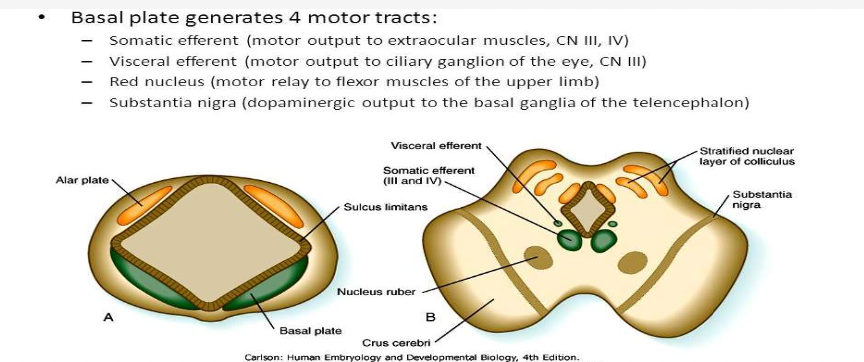 • Basal plate generates 4 motor tracts:
– Somatic efferent (motor output to extraocular muscles, CN III, IV)
– Visceral efferent (motor output to ciliary ganglion of the eye, CN III)
– Red nucleus (motor relay to flexor muscles of the upper limb)
– Substantia nigra (dopaminergic output to the basal ganglia of the telencephalon)
Alar plate
Sulcus limitans
Basal plate
A
Visceral efferent
Somatic efferent
(III and IV)
Nucleus ruber
B
Crus cerebri
Stratified nuclear
layer of colliculus
Substantia
nigra
Carlson: Human Embryology and Developmental Biology, 4th Edition.